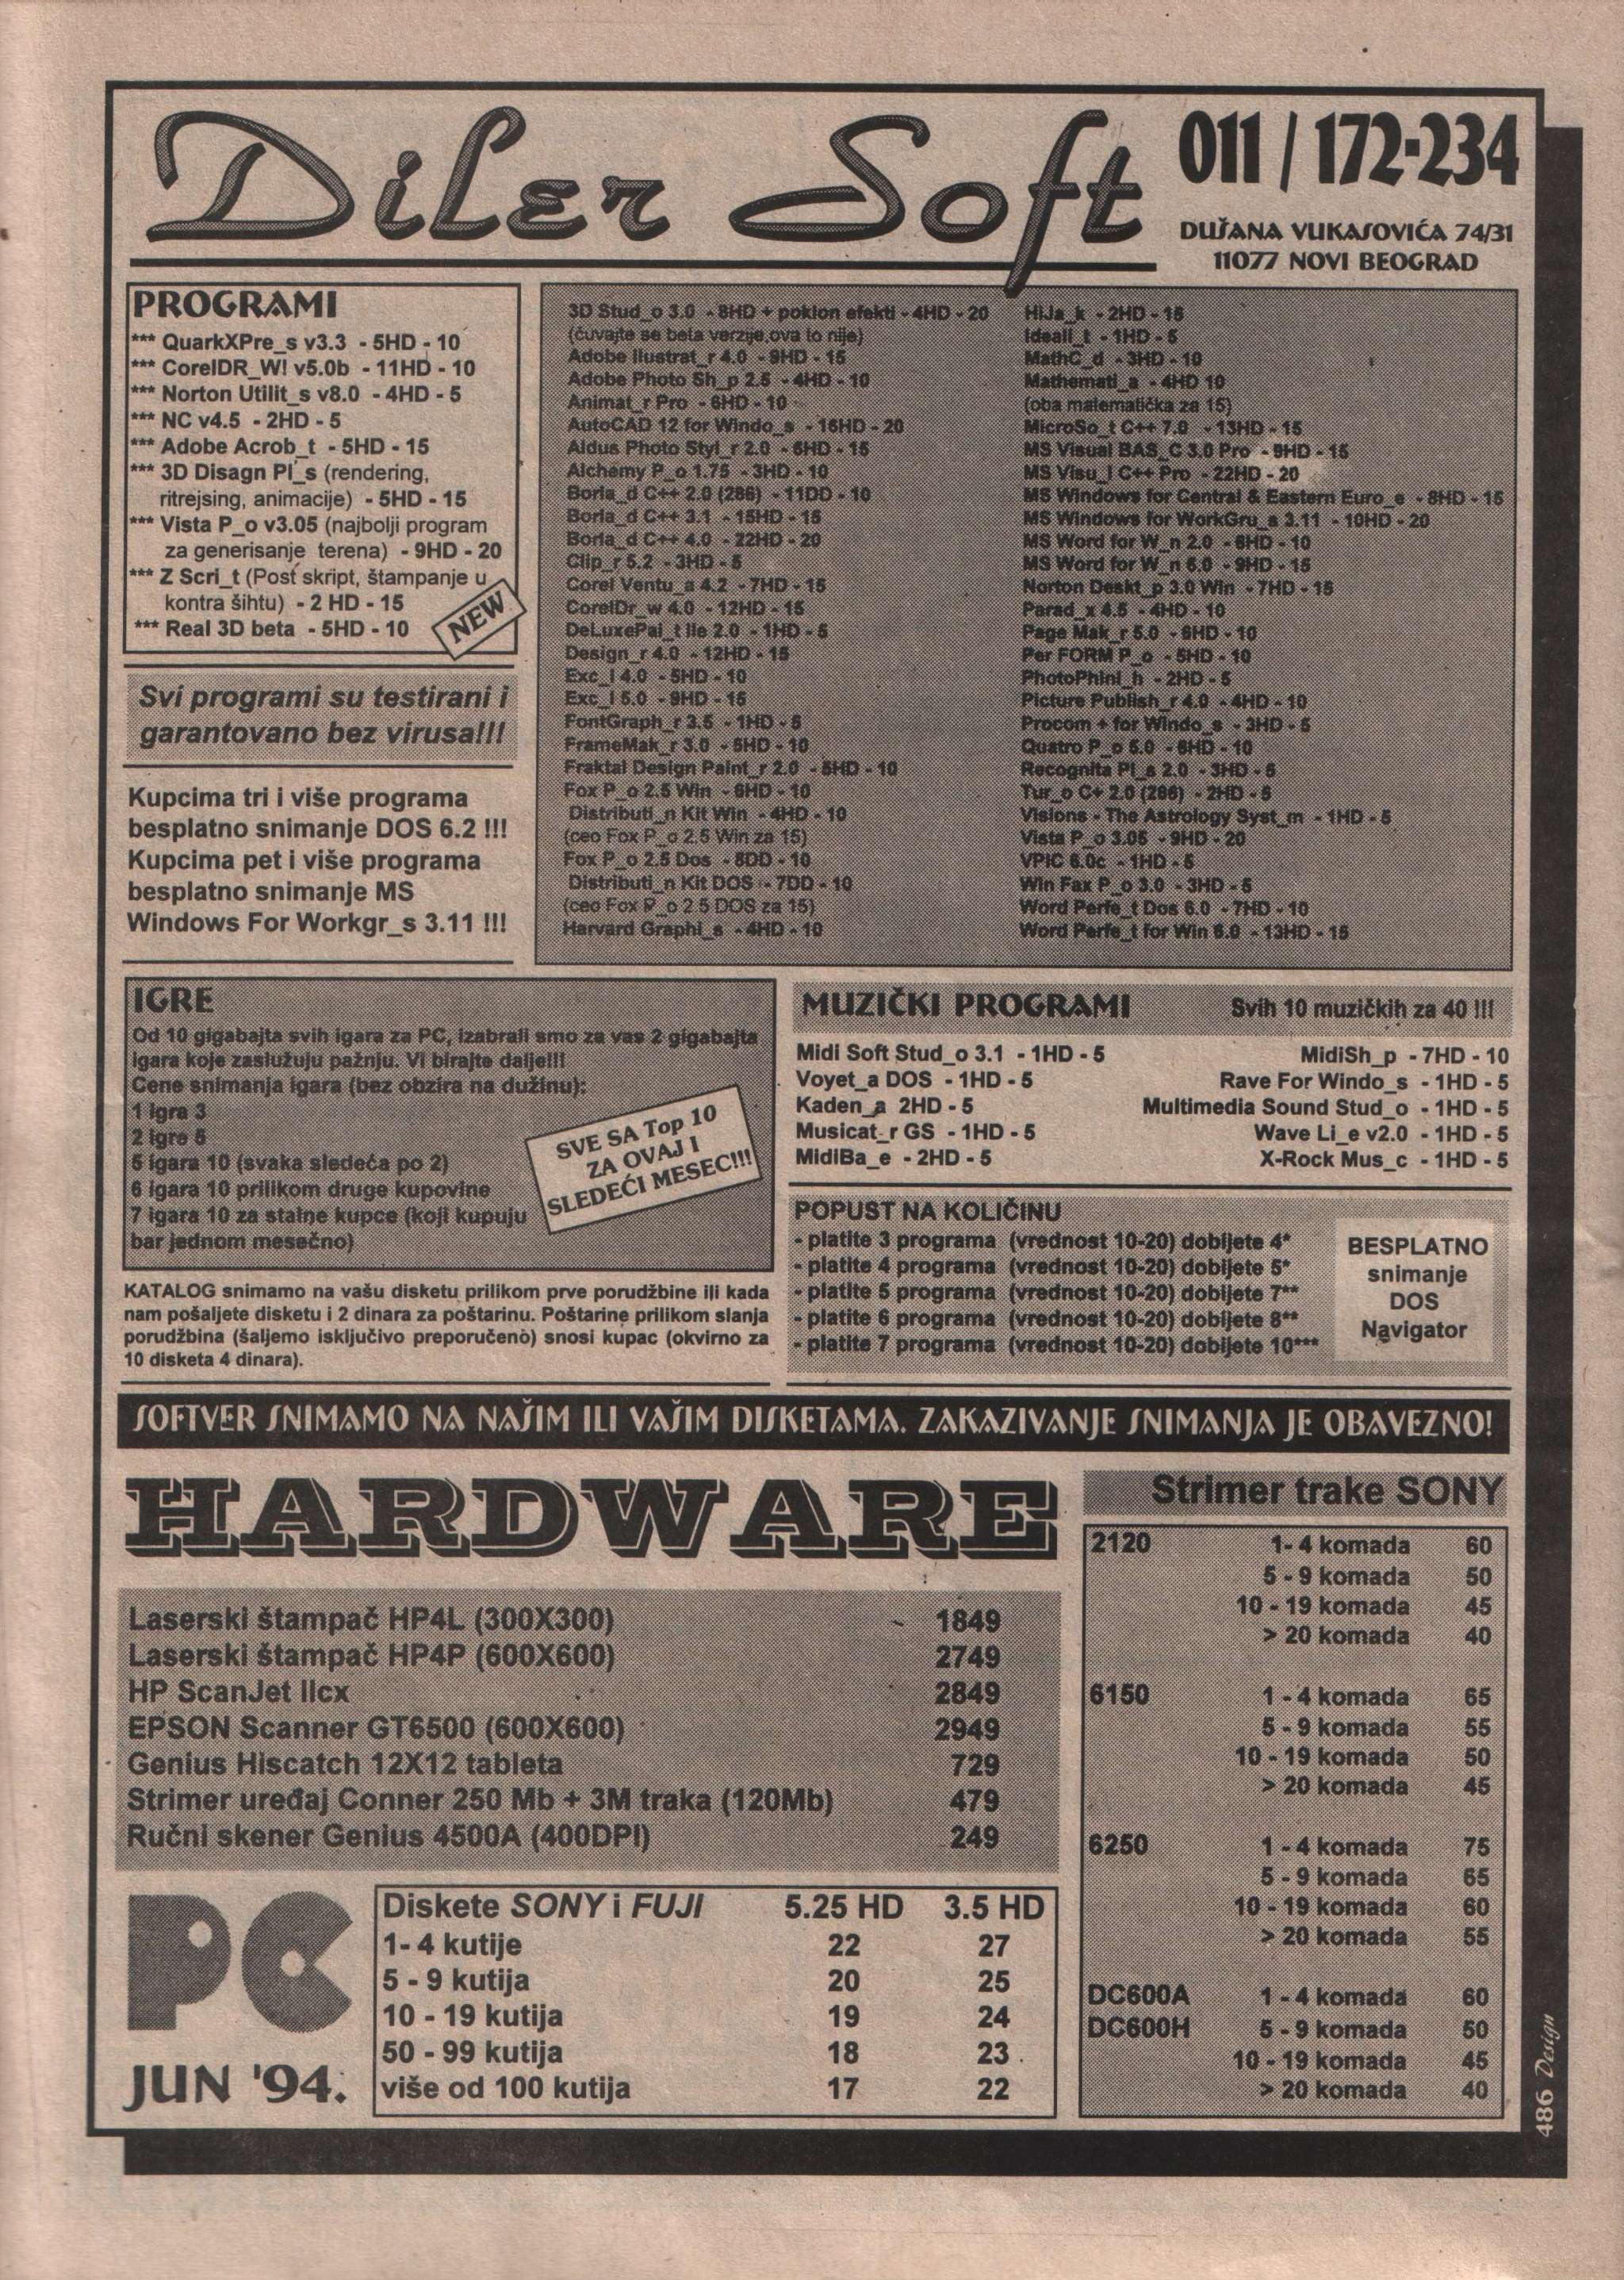 Diler Soft
011 / 172-234
DUŠANA VUKASOVIĆA 74/31
11077 NOVI BEOGRAD
PROGRAMI
*** QuarkXPre_s v3.3 - 5HD - 10
*** CorelDR_W! v5.0b - 11HD - 10
*** Norton Utilit_s v8.0 - 4HD - 5
*** NC v4.5 - 2HD - 5
*** Adobe Acrob_t - 5HD - 15
*** 3D Disagn Pl_s (rendering,
ritrejsing, animacije) - 5HD - 15
*** Vista P_o v3.05 (najbolji program
za generisanje terena) - 9HD - 20
*** Z Scri_t (Post skript, štampanje u
kontra šihtu) - 2 HD - 15
*** Real 3D beta - 5HD - 10
NEW
Svi programi su testirani i
garantovano bez virusa!!!
Kupcima tri i više programa
besplatno snimanje DOS 6.2 !!!
Kupcima pet i više programa
besplatno snimanje MS
Windows For Workgr_s 3.11 !!!
3D Stud_o 3.0 - 8HD + poklon efekti - 4HD - 20
(čuvajte se beta verzije,ova to nije)
Adobe Ilustrat_r 4.0 - 9HD - 15
Adobe Photo Sh_p 2.5 - 4HD - 10
Animat_r Pro - 6HD - 10
AutoCAD 12 for Windo_s - 16HD - 20
Aldus Photo Styl_r 2.0 - 6HD - 15
Alchemy P_o 1.75 - 3HD - 10
Borla_d C++ 2.0 (286) - 11DD - 10
Borla_d C++ 3.1 - 15HD - 15
Borla_d C++ 4.0 - 22HD - 20
Clip_r 5.2 - 3HD - 5
Corel Ventu_a 4.2 - 7HD - 15
CorelDr_w 4.0 - 12HD - 15
DeLuxePai_t IIe 2.0 - 1HD - 5
Design_r 4.0 - 12HD - 15
Exc_l 4.0 - 5HD - 10
Exc_l 5.0 - 9HD - 15
FontGraph_r 3.5 - 1HD - 5
FrameMak_r 3.0 - 5HD - 10
Fraktal Design Paint_r 2.0 - 5HD - 10
Fox P_o 2.5 Win - 6HD - 10
Distributi_n Kit Win - 4HD - 10
(ceo Fox P_o 2.5 Win za 15)
Fox P_o 2.5 Dos - 8DD - 10
Distributi_n Kit DOS - 7DD - 10
(ceo Fox P_o 2.5 DOS za 15)
Harvard Graphi_s - 4HD - 10
HiJa_k - 2HD - 15
Ideali_t - 1HD - 5
MathC_d - 3HD - 10
Mathemati_a - 4HD 10
(oba matematička za 15)
MicroSo_t C++ 7.0 - 13HD - 15
MS Visual BAS_C 3.0 Pro - 9HD - 15
MS Visu_l C++ Pro - 22HD - 20
MS Windows for Central & Eastern Euro_e - 8HD - 15
MS Windows for WorkGru_a 3.11 - 10HD - 20
MS Word for W_n 2.0 - 6HD - 10
MS Word for W_n 6.0 - 9HD - 15
Norton Deskt_p 3.0 Win - 7HD - 15
Parad_x 4.5 - 4HD - 10
Page Mak_r 5.0 - 6HD - 10
Per FORM P_o - 5HD - 10
PhotoPhini_h - 2HD - 5
Picture Publish_r 4.0 - 4HD - 10
Procom + for Windo_s - 3HD - 5
Quatro P_o 5.0 - 6HD - 10
Recognita Pl_s 2.0 - 3HD - 5
Tur_o C+ 2.0 (286) - 2HD - 5
Visions - The Astrology Syst_m - 1HD - 5
Vista P_o 3.05 - 9HD - 20
VPIC 6.0c - 1HD - 5
Win Fax P_o 3.0 - 3HD - 5
Word Perfe_t Dos 6.0 - 7HD - 10
Word Perfe_t for Win 6.0 - 13HD - 15
IGRE
Od 10 gigabajta svih igara za PC, izabrali smo za vas 2 gigabajta
igara koje zaslužuju pažnju. Vi birajte dalje!!!
Cene snimanja igara (bez obzira na dužinu):
1 igra 3
2 igre 5
5 igara 10 (svaka sledeća po 2)
6 igara 10 prilikom druge kupovine
7 igara 10 za stalne kupce (koji kupuju
bar jednom mesečno)
SVE SA Top 10
ZA OVAJ I
SLEDEĆI MESEC!!!
KATALOG snimamo na vašu disketu prilikom prve porudžbine ili kada
nam pošaljete disketu i 2 dinara za poštarinu. Poštarine prilikom slanja
porudžbina (šaljemo isključivo preporučeno) snosi kupac (okvirno za
10 disketa 4 dinara).
MUZIČKI PROGRAMI Svih 10 muzičkih za 40 !!!
Midi Soft Stud_o 3.1 - 1HD - 5
Voyet_a DOS - 1HD - 5
Kaden_a 2HD - 5
Musicat_r GS - 1HD - 5
MidiBa_e - 2HD - 5
MidiSh_p - 7HD - 10
Rave For Windo_s - 1HD - 5
Multimedia Sound Stud_o - 1HD - 5
Wave Li_e v2.0 - 1HD - 5
X-Rock Mus_c - 1HD - 5
POPUST NA KOLIČINU
- platite 3 programa (vrednost 10-20) dobijete 4*
- platite 4 programa (vrednost 10-20) dobijete 5*
- platite 5 programa (vrednost 10-20) dobijete 7**
- platite 6 programa (vrednost 10-20) dobijete 8**
- platite 7 programa (vrednost 10-20) dobijete 10***
BESPLATNO
snimanje
DOS
Navigator
SOFTVER SNIMAMO NA NAŠIM ILI VAŠIM DISKETAMA. ZAKAZIVANJE SNIMANJA JE OBAVEZNO!
HARDWARE
Laserski štampač HP4L (300X300) 1849
Laserski štampač HP4P (600X600) 2749
HP ScanJet IIcx 2849
EPSON Scanner GT6500 (600X600) 2949
Genius Hiscatch 12X12 tableta 729
Strimer uređaj Conner 250 Mb + 3M traka (120Mb) 479
Ručni skener Genius 4500A (400DPI) 249
PC
JUN '94.
Diskete SONY i FUJI 5.25 HD 3.5 HD
1- 4 kutije 22 27
5 - 9 kutija 20 25
10 - 19 kutija 19 24
50 - 99 kutija 18 23
više od 100 kutija 17 22
Strimer trake SONY
2120 1- 4 komada 60
5 - 9 komada 50
10 - 19 komada 45
> 20 komada 40
6150 1 - 4 komada 65
5 - 9 komada 55
10 - 19 komada 50
> 20 komada 45
6250 1 - 4 komada 75
5 - 9 komada 65
10 - 19 komada 60
> 20 komada 55
DC600A 1 - 4 komada 60
DC600H 5 - 9 komada 50
10 - 19 komada 45
> 20 komada 40
486 Design